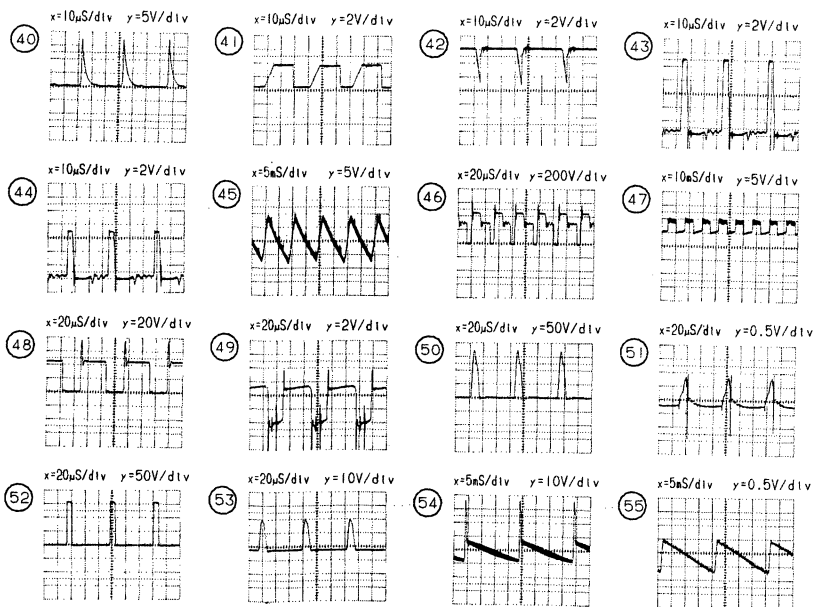 40 x=10µS/div y=5V/div
41 x=10µS/div y=2V/div
42 x=10µS/div y=2V/div
43 x=10µS/div y=2V/div
44 x=10µS/div y=2V/div
45 x=5mS/div y=5V/div
46 x=20µS/div y=200V/div
47 x=10mS/div y=5V/div
48 x=20µS/div y=20V/div
49 x=20µS/div y=2V/div
50 x=20µS/div y=50V/div
51 x=20µS/div y=0.5V/div
52 x=20µS/div y=50V/div
53 x=20µS/div y=10V/div
54 x=5mS/div y=10V/div
55 x=5mS/div y=0.5V/div